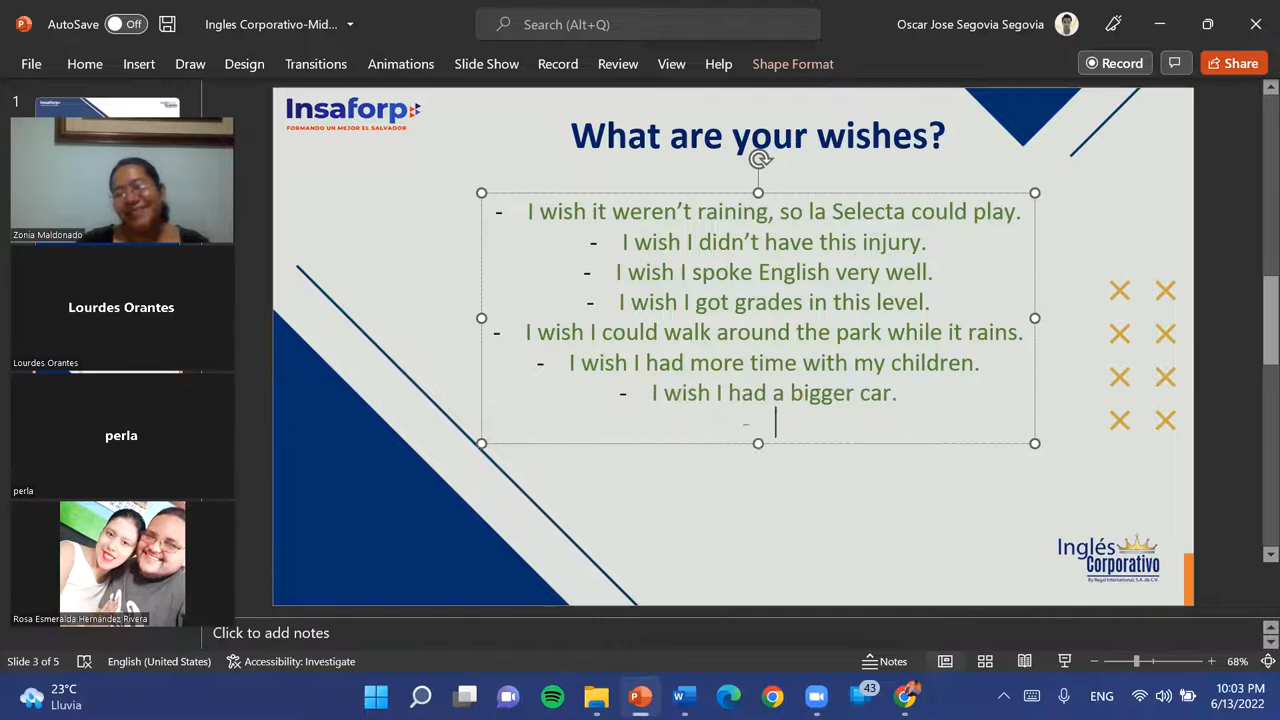 AutoSave
Off
Ingles Corporativo-Mid...
Search (Alt+Q)
Oscar Jose Segovia Segovia
File
Home
Insert
Draw
Design
Transitions
Animations
Slide Show
Record
Review
View
Help
Shape Format
Record
Share
1
Insaforp
FORMANDO UN MEJOR EL SALVADOR
What are your wishes?
- I wish it weren't raining, so la Selecta could play.
- I wish I didn't have this injury.
- I wish I spoke English very well.
- I wish I got grades in this level.
- I wish I could walk around the park while it rains.
- I wish I had more time with my children.
- I wish I had a bigger car.
-
Zonia Maldonado
Lourdes Orantes
Lourdes Orantes
perla
perla
Rosa Esmeralda Hernández Rivera
Inglés
Corporativo
By Regal International, S.A. de C.V.
Click to add notes
Slide 3 of 5
English (United States)
Accessibility: Investigate
Notes
68%
23°C
Lluvia
43
ENG
10:03 PM
6/13/2022